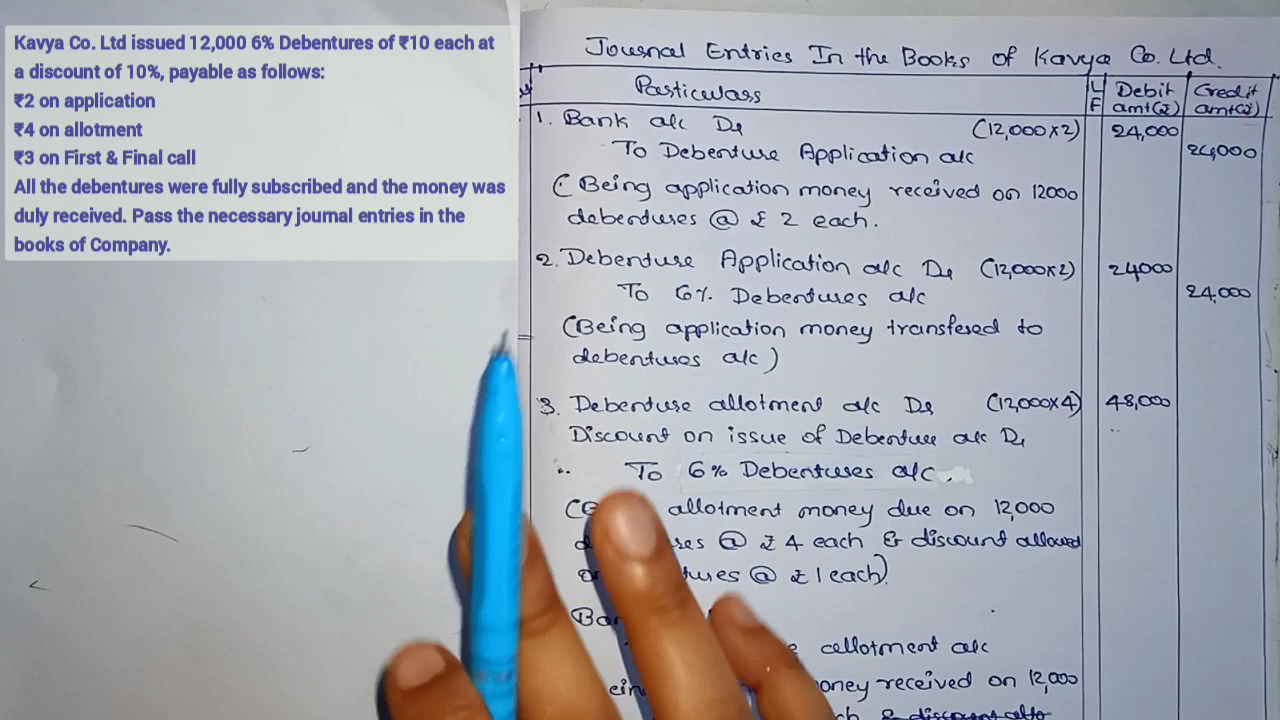 Kavya Co. Ltd issued 12,000 6% Debentures of ₹10 each at
a discount of 10%, payable as follows:
₹2 on application
₹4 on allotment
₹3 on First & Final call
All the debentures were fully subscribed and the money was
duly received. Pass the necessary journal entries in the
books of Company.
Journal Entries In the Books of Kavya Co. Ltd.
Particulars L F Debit amt(₹) Credit amt(₹)
1. Bank a/c Dr (12,000×2) 24,000
To Debenture Application a/c 24,000
(Being application money received on 12000
debentures @ ₹ 2 each.
2. Debenture Application a/c Dr (12,000×2) 24000
To 6% Debentures a/c 24,000
(Being application money transfered to
debentures a/c)
3. Debenture allotment a/c Dr (12,000×4) 48,000
Discount on issue of Debenture a/c Dr
To 6% Debentures a/c.
allotment money due on 12,000
@ ₹ 4 each & discount allowed
@ ₹ 1 each)
allotment a/c
received on 12,000